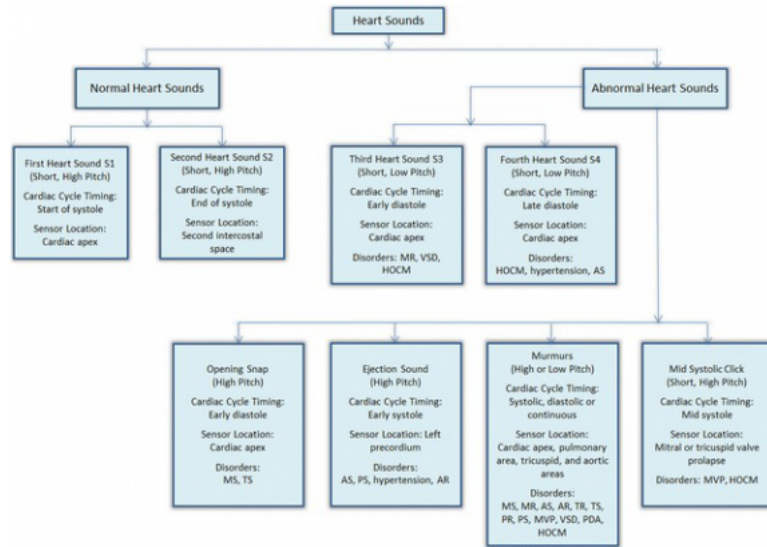 Heart Sounds
Normal Heart Sounds
Abnormal Heart Sounds
First Heart Sound S1
(Short, High Pitch)
Cardiac Cycle Timing:
Start of systole
Sensor Location:
Cardiac apex
Second Heart Sound S2
(Short, High Pitch)
Cardiac Cycle Timing:
End of systole
Sensor Location:
Second intercostal
space
Third Heart Sound S3
(Short, Low Pitch)
Cardiac Cycle Timing:
Early diastole
Sensor Location:
Cardiac apex
Disorders: MR, VSD,
HOCM
Fourth Heart Sound S4
(Short, Low Pitch)
Cardiac Cycle Timing:
Late diastole
Sensor Location:
Cardiac apex
Disorders:
HOCM, hypertension, AS
Opening Snap
(High Pitch)
Cardiac Cycle Timing:
Early diastole
Sensor Location:
Cardiac apex
Disorders:
MS, TS
Ejection Sound
(High Pitch)
Cardiac Cycle Timing:
Early systole
Sensor Location: Left
precordium
Disorders:
AS, PS, hypertension, AR
Murmurs
(High or Low Pitch)
Cardiac Cycle Timing:
Systolic, diastolic or
continuous
Sensor Location:
Cardiac apex, pulmonary
area, tricuspid, and aortic
areas
Disorders:
MS, MR, AS, AR, TR, TS,
PR, PS, MVP, VSD, PDA,
HOCM
Mid Systolic Click
(Short, High Pitch)
Cardiac Cycle Timing:
Mid systole
Sensor Location:
Mitral or tricuspid valve
prolapse
Disorders: MVP, HOCM